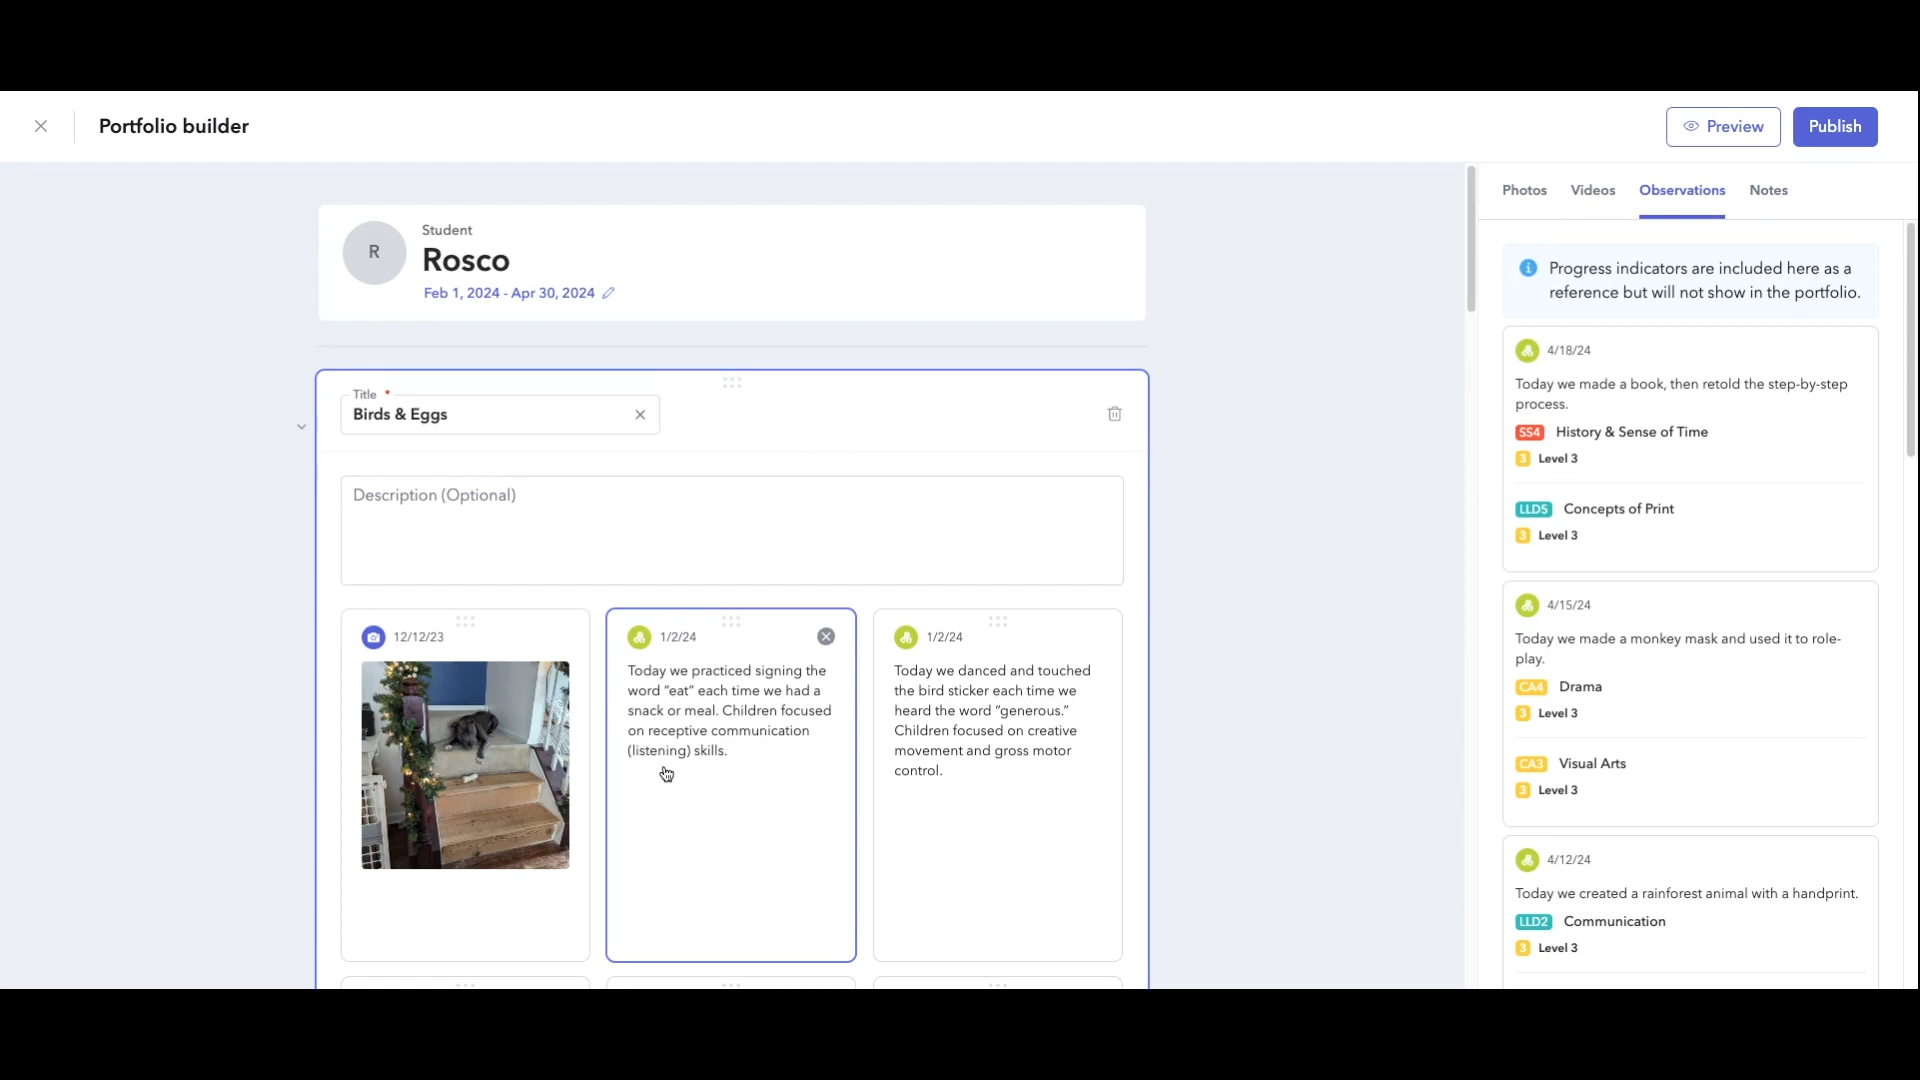 Portfolio builder
Preview
Publish
R
Student
Rosco
Feb 1, 2024 - Apr 30, 2024
Title *
Birds & Eggs
Description (Optional)
12/12/23
1/2/24
Today we practiced signing the
word “eat” each time we had a
snack or meal. Children focused
on receptive communication
(listening) skills.
1/2/24
Today we danced and touched
the bird sticker each time we
heard the word “generous.”
Children focused on creative
movement and gross motor
control.
Photos
Videos
Observations
Notes
Progress indicators are included here as a
reference but will not show in the portfolio.
4/18/24
Today we made a book, then retold the step-by-step
process.
SS4 History & Sense of Time
3 Level 3
LLD5 Concepts of Print
3 Level 3
4/15/24
Today we made a monkey mask and used it to role-
play.
CA4 Drama
3 Level 3
CA3 Visual Arts
3 Level 3
4/12/24
Today we created a rainforest animal with a handprint.
LLD2 Communication
3 Level 3